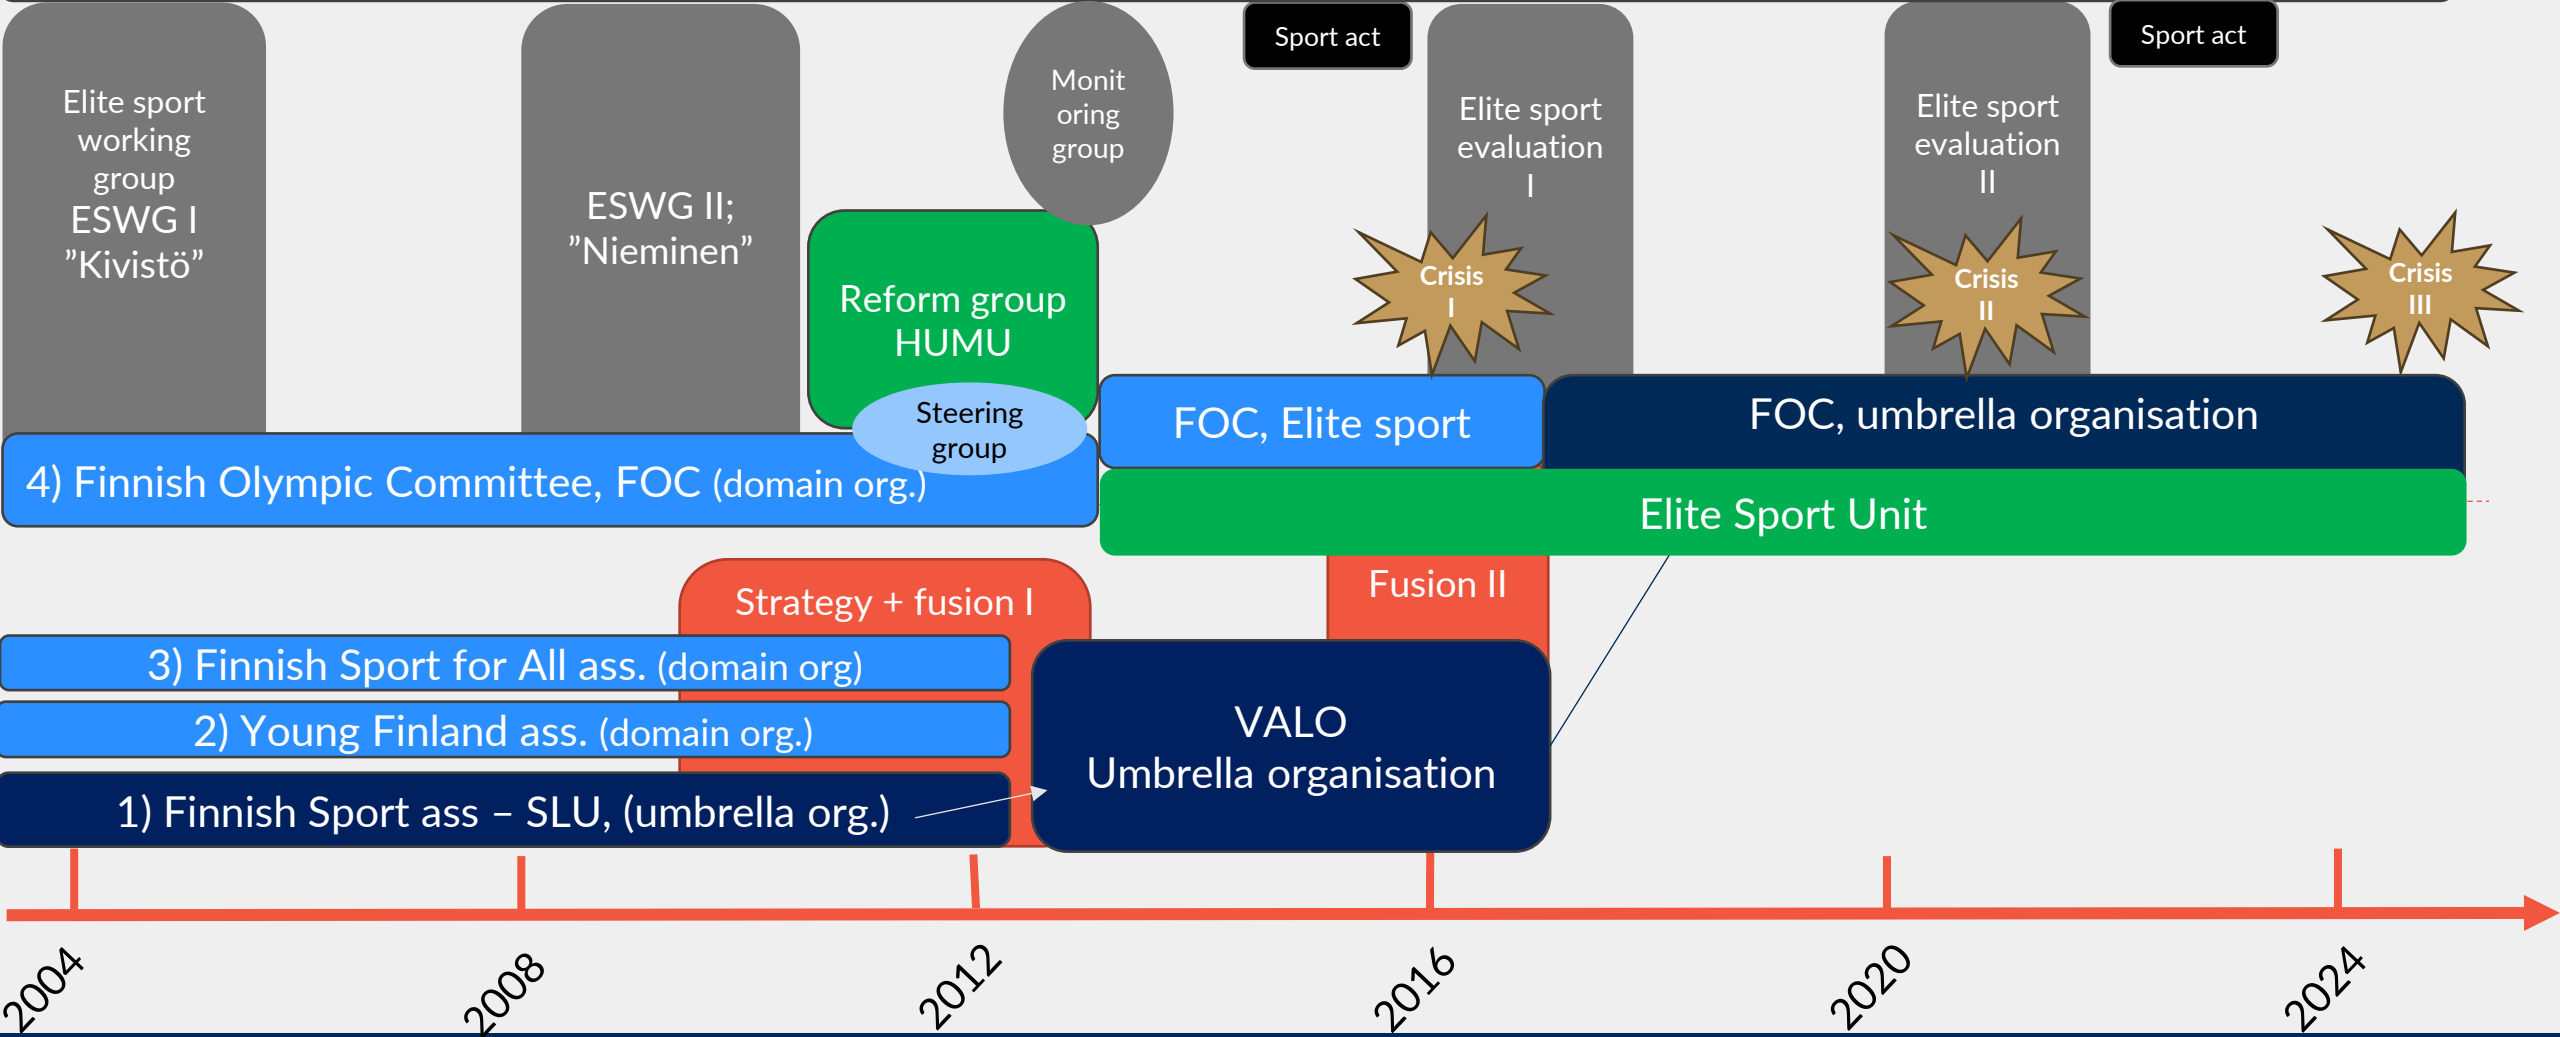 Sport act
Sport act
Elite sport
working
group
ESWG I
”Kivistö”
ESWG II;
”Nieminen”
Monit
oring
group
Elite sport
evaluation
I
Elite sport
evaluation
II
Reform group
HUMU
Crisis
I
Crisis
II
Crisis
III
Steering
group
FOC, Elite sport
FOC, umbrella organisation
4) Finnish Olympic Committee, FOC (domain org.)
Elite Sport Unit
Strategy + fusion I
Fusion II
3) Finnish Sport for All ass. (domain org)
2) Young Finland ass. (domain org.)
1) Finnish Sport ass – SLU, (umbrella org.)
VALO
Umbrella organisation
2004
2008
2012
2016
2020
2024